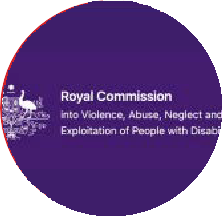 Royal Commission
into Violence, Abuse, Neglect and
Exploitation of People with Disabi